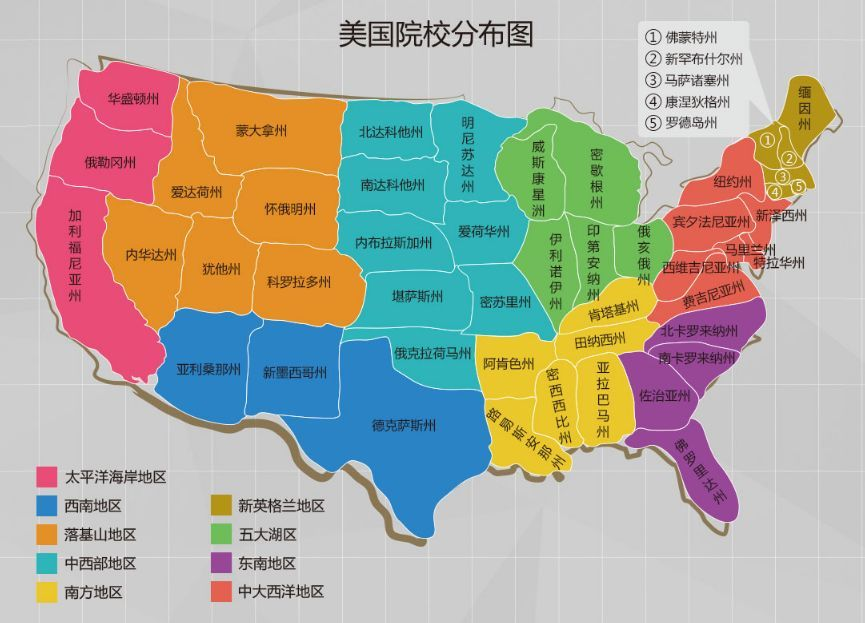 美国院校分布图
① 佛蒙特州
② 新罕布什尔州
③ 马萨诸塞州
④ 康涅狄格州
⑤ 罗德岛州
缅因州
①
②
③
④
⑤
华盛顿州
俄勒冈州
加利福尼亚州
蒙大拿州
爱达荷州
怀俄明州
内华达州
犹他州
科罗拉多州
亚利桑那州
新墨西哥州
德克萨斯州
北达科他州
南达科他州
内布拉斯加州
堪萨斯州
俄克拉荷马州
明尼苏达州
爱荷华州
密苏里州
威斯康星州
密歇根州
伊利诺伊州
印第安纳州
俄亥俄州
纽约州
宾夕法尼亚州
新泽西州
马里兰州
特拉华州
西维吉尼亚州
费吉尼亚州
肯塔基州
田纳西州
阿肯色州
密西西比州
亚拉巴马州
路易斯安那州
北卡罗来纳州
南卡罗来纳州
佐治亚州
佛罗里达州
太平洋海岸地区
西南地区
落基山地区
中西部地区
南方地区
新英格兰地区
五大湖区
东南地区
中大西洋地区